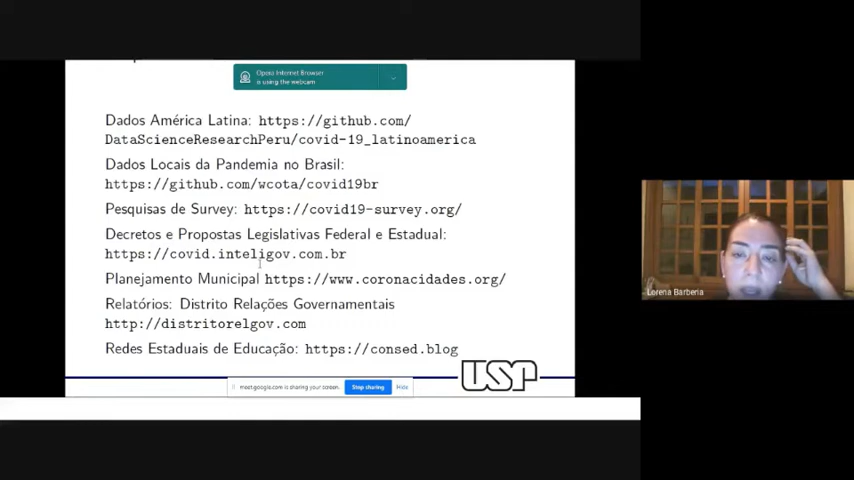 Opera Internet Browser
is using the webcam
Dados América Latina: https://github.com/
DataScienceResearchPeru/covid-19_latinoamerica
Dados Locais da Pandemia no Brasil:
https://github.com/wcota/covid19br
Pesquisas de Survey: https://covid19-survey.org/
Decretos e Propostas Legislativas Federal e Estadual:
https://covid.inteligov.com.br
Planejamento Municipal https://www.coronacidades.org/
Relatórios: Distrito Relações Governamentais
http://distritorelgov.com
Redes Estaduais de Educação: https://consed.blog
USP
meet.google.com is sharing your screen. Stop sharing Hide
Lorena Barberia